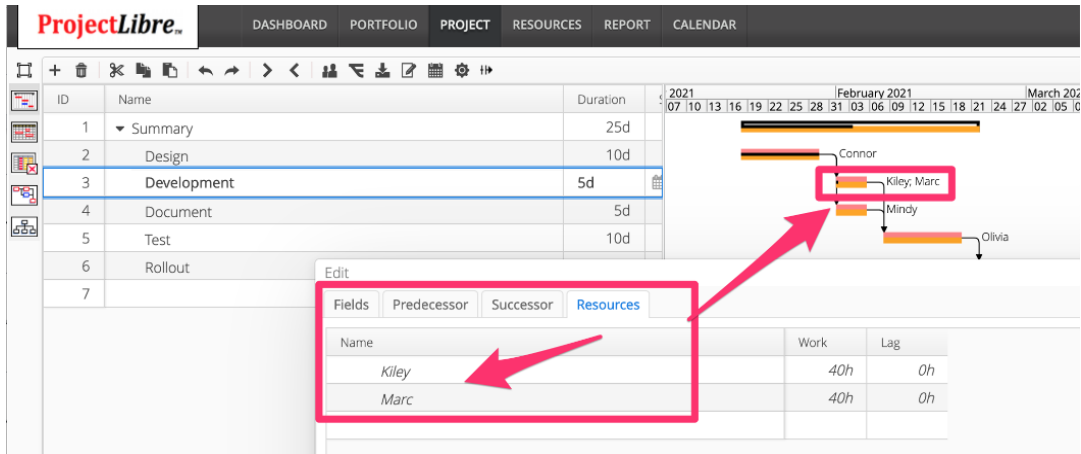 ProjectLibre™ DASHBOARD PORTFOLIO PROJECT RESOURCES REPORT CALENDAR
ID Name Duration
2021 February 2021 March 202
07 10 13 16 19 22 25 28 31 03 06 09 12 15 18 21 24 27 02 05
1 Summary 25d
2 Design 10d Connor
3 Development 5d Kiley; Marc
4 Document 5d Mindy
5 Test 10d Olivia
6 Rollout
7
Edit
Fields Predecessor Successor Resources
Name Work Lag
Kiley 40h 0h
Marc 40h 0h